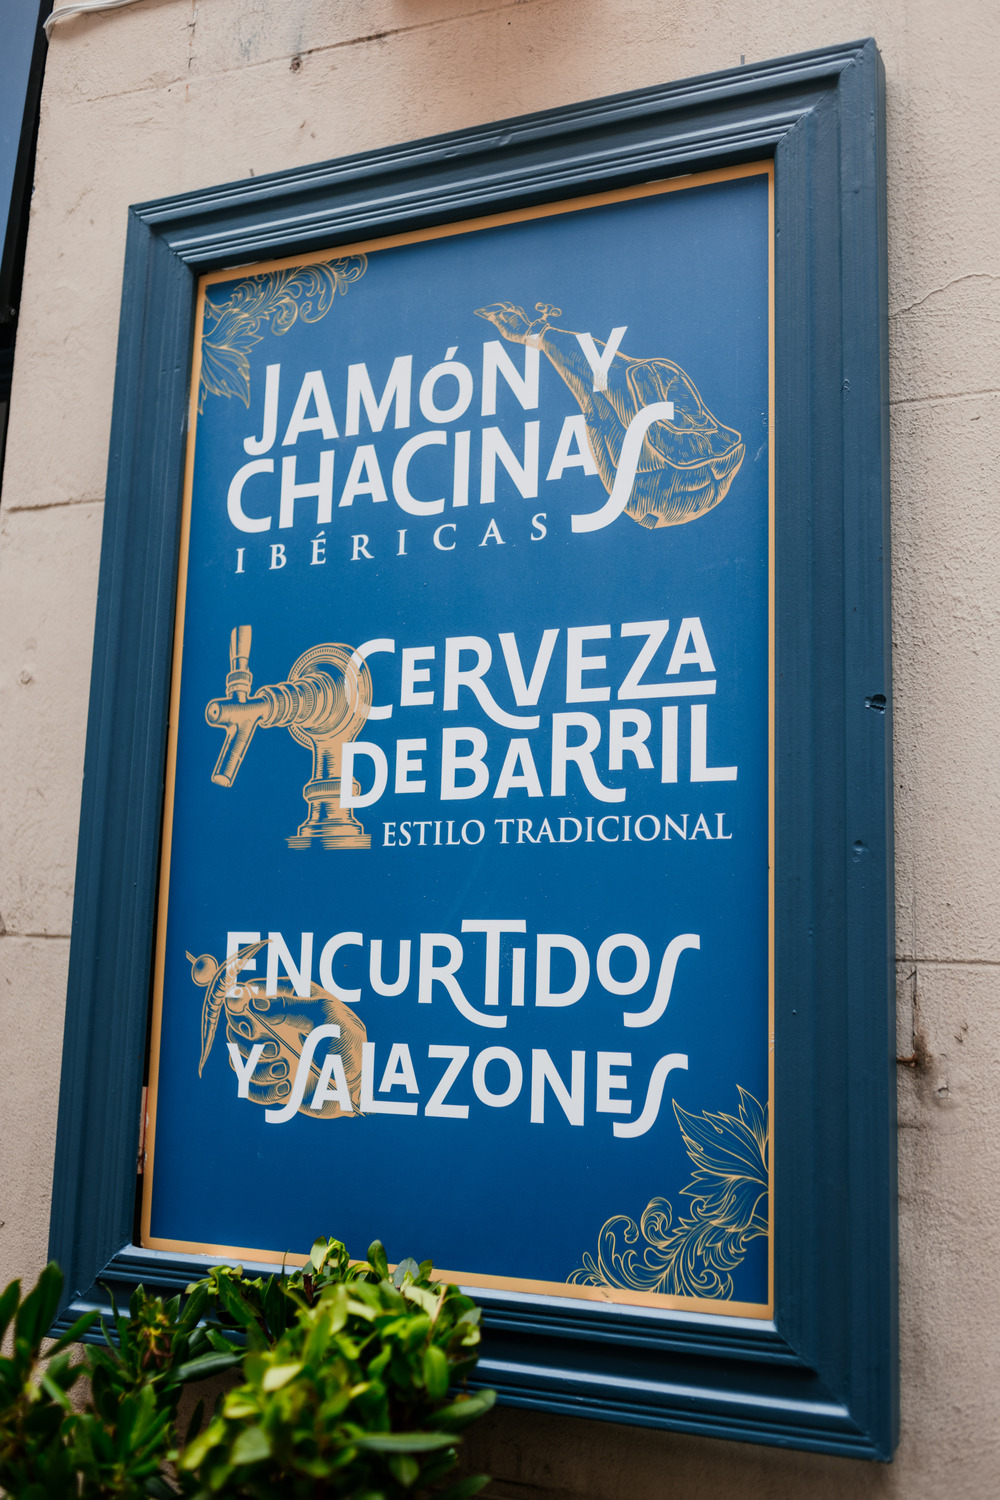 JAMÓN Y
CHACINAS
IBÉRICAS
CERVEZA
DE BARRIL
ESTILO TRADICIONAL
ENCURTIDOS
Y SALAZONES